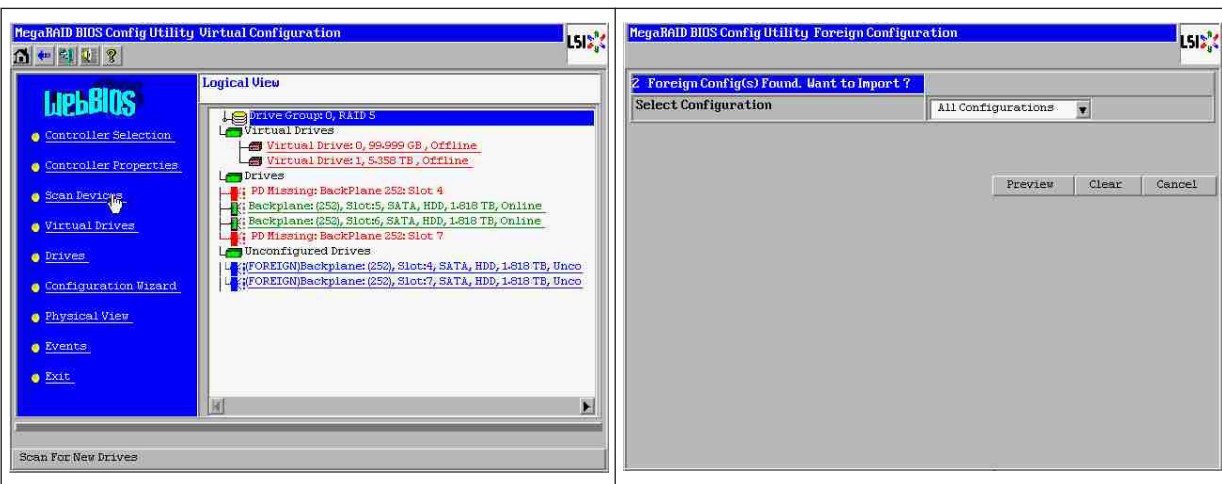 MegaRAID BIOS Config Utility Virtual Configuration
LSI
WebBIOS
Controller Selection
Controller Properties
Scan Devices
Virtual Drives
Drives
Configuration Wizard
Physical View
Events
Exit
Logical View
Drive Group: 0, RAID 5
Virtual Drives
Virtual Drive: 0, 99.999 GB , Offline
Virtual Drive: 1, 5.358 TB , Offline
Drives
PD Missing: BackPlane 252: Slot 4
Backplane: (252), Slot:5, SATA, HDD, 1.818 TB, Online
Backplane: (252), Slot:6, SATA, HDD, 1.818 TB, Online
PD Missing: BackPlane 252: Slot 7
Unconfigured Drives
(FOREIGN)Backplane: (252), Slot:4, SATA, HDD, 1.818 TB, Unco
(FOREIGN)Backplane: (252), Slot:7, SATA, HDD, 1.818 TB, Unco
Scan For New Drives
MegaRAID BIOS Config Utility Foreign Configuration
LSI
2 Foreign Config(s) Found. Want to Import ?
Select Configuration
All Configurations
Preview Clear Cancel